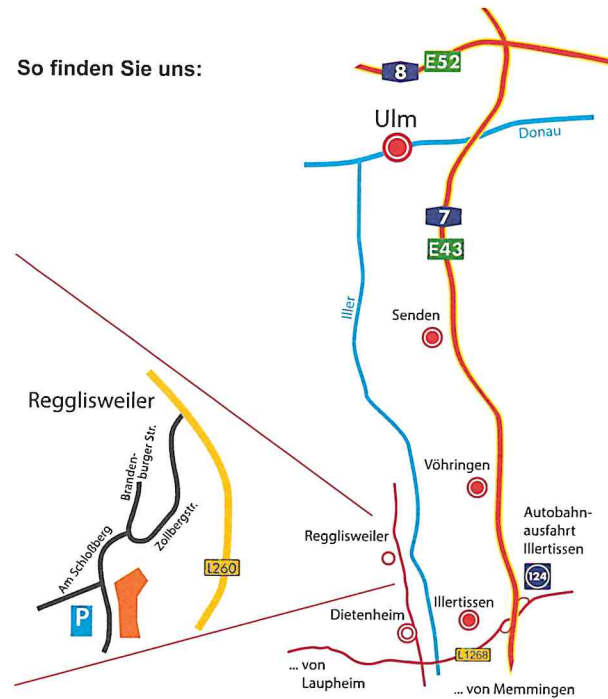 So finden Sie uns:
8
E52
Ulm
Donau
7
E43
Iller
Senden
Regglisweiler
Branden-
burger Str.
Zollbergstr.
Am Schloßberg
L260
P
Vöhringen
Autobahn-
ausfahrt
Illertissen
124
Regglisweiler
Dietenheim
Illertissen
L1268
... von
Laupheim
... von Memmingen